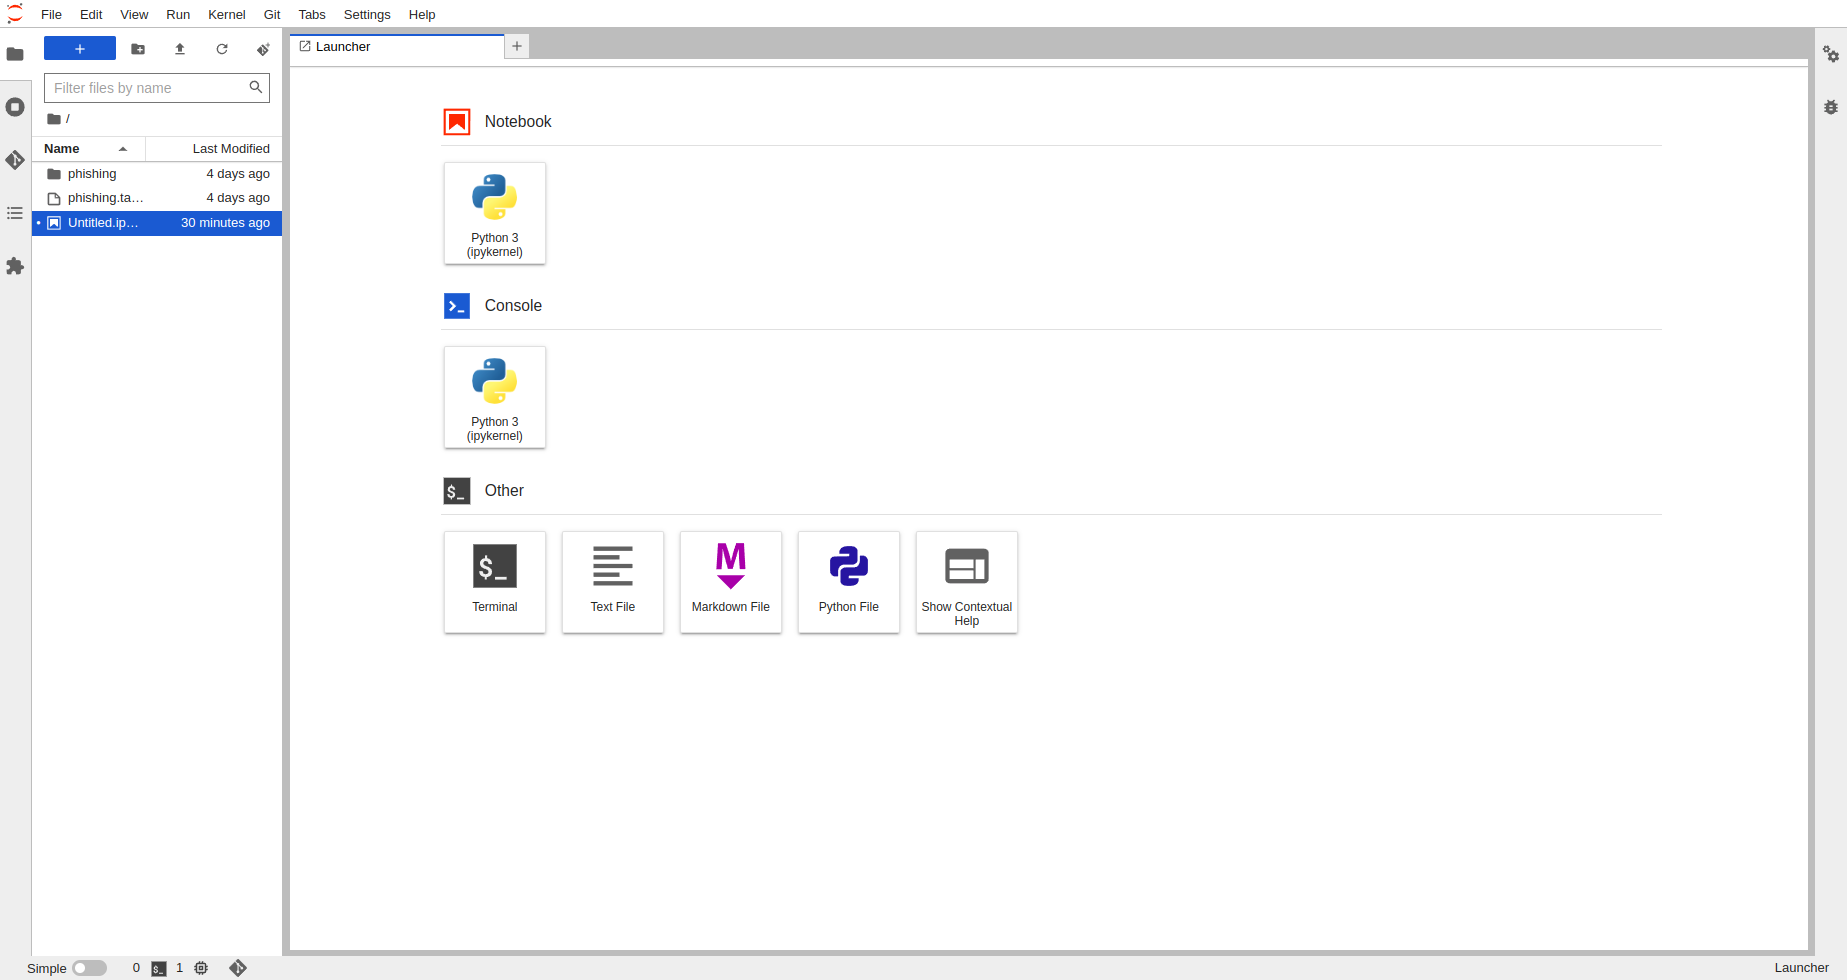 File Edit View Run Kernel Git Tabs Settings Help
Launcher
Filter files by name
/
Name Last Modified
phishing 4 days ago
phishing.ta… 4 days ago
Untitled.ip… 30 minutes ago
Notebook
Python 3
(ipykernel)
Console
Python 3
(ipykernel)
$_ Other
$_ M
Terminal Text File Markdown File Python File Show Contextual
Help
Simple 0 $_ 1 Launcher